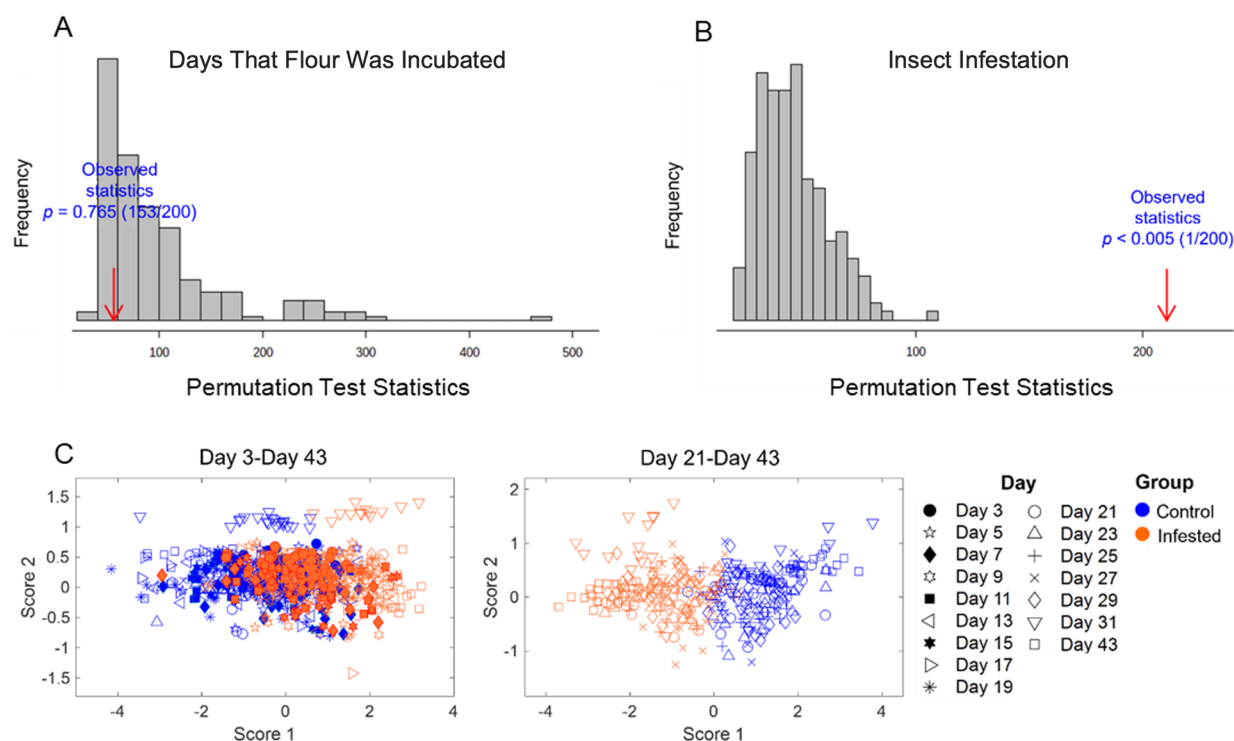 A
Days That Flour Was Incubated
Frequency
Observed
statistics
p = 0.765 (153/200)
100
200
300
400
500
Permutation Test Statistics
B
Insect Infestation
Frequency
Observed
statistics
p < 0.005 (1/200)
100
200
Permutation Test Statistics
C
Day 3-Day 43
Score 2
1.5
1
0.5
0
-0.5
-1
-1.5
-4
-2
0
2
4
Score 1
Day 21-Day 43
Score 2
2
1
0
-1
-4
-2
0
2
4
Score 1
Day
Day 3
Day 5
Day 7
Day 9
Day 11
Day 13
Day 15
Day 17
Day 19
Day 21
Day 23
Day 25
Day 27
Day 29
Day 31
Day 43
Group
Control
Infested